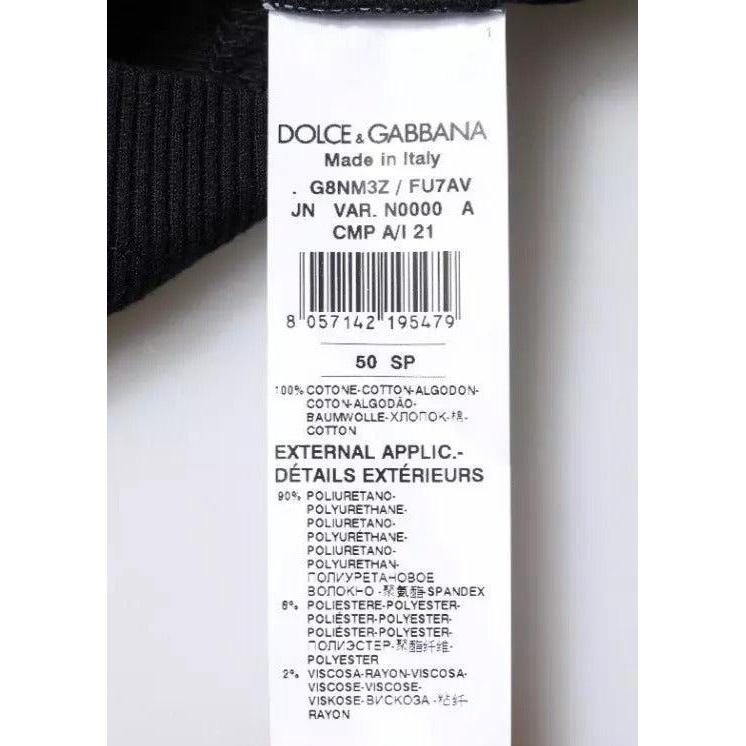 DOLCE & GABBANA
Made in Italy
. G8NM3Z / FU7AV
JN VAR. N0000 A
CMP A/I 21
8 057142 195479
50 SP
100% COTONE-COTTON-ALGODON-
COTON-ALGODÃO-
BAUMWOLLE-ХЛОПОК-棉-
COTTON
EXTERNAL APPLIC.-
DÉTAILS EXTÉRIEURS
90% POLIURETANO-
POLYURETHANE-
POLIURETANO-
POLYURÉTHANE-
POLIURETANO-
POLYURETHAN-
ПОЛИУРЕТАНОВОЕ
ВОЛОКНО-聚氨酯-SPANDEX
8% POLIESTERE-POLYESTER-
POLIÉSTER-POLYESTER-
POLIÉSTER-POLYESTER-
ПОЛИЭСТЕР-聚酯纤维-
POLYESTER
2% VISCOSA-RAYON-VISCOSA-
VISCOSE-VISCOSE-
VISKOSE-ВИСКОЗА-粘纤-
RAYON